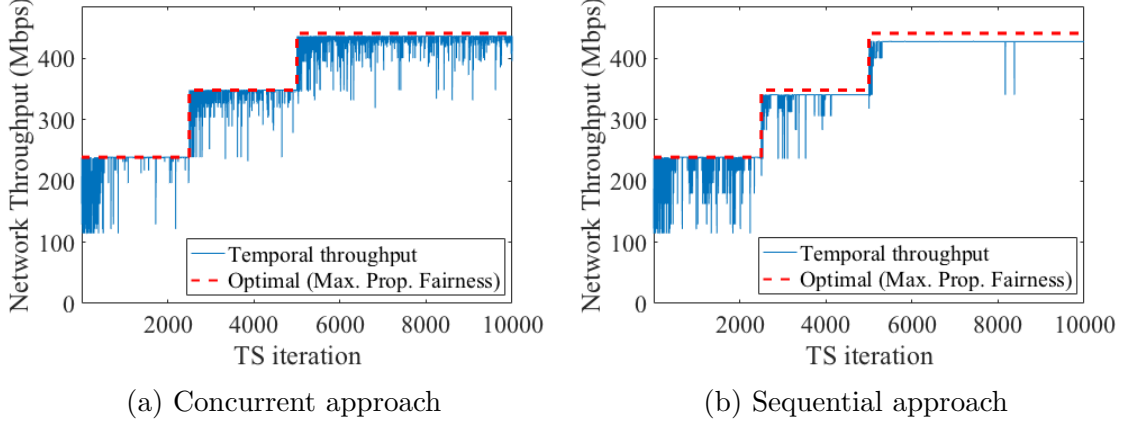 Network Throughput (Mbps)
400
300
200
100
0
2000 4000 6000 8000 10000
TS iteration
Temporal throughput
Optimal (Max. Prop. Fairness)
(a) Concurrent approach
Network Throughput (Mbps)
400
300
200
100
0
2000 4000 6000 8000 10000
TS iteration
Temporal throughput
Optimal (Max. Prop. Fairness)
(b) Sequential approach